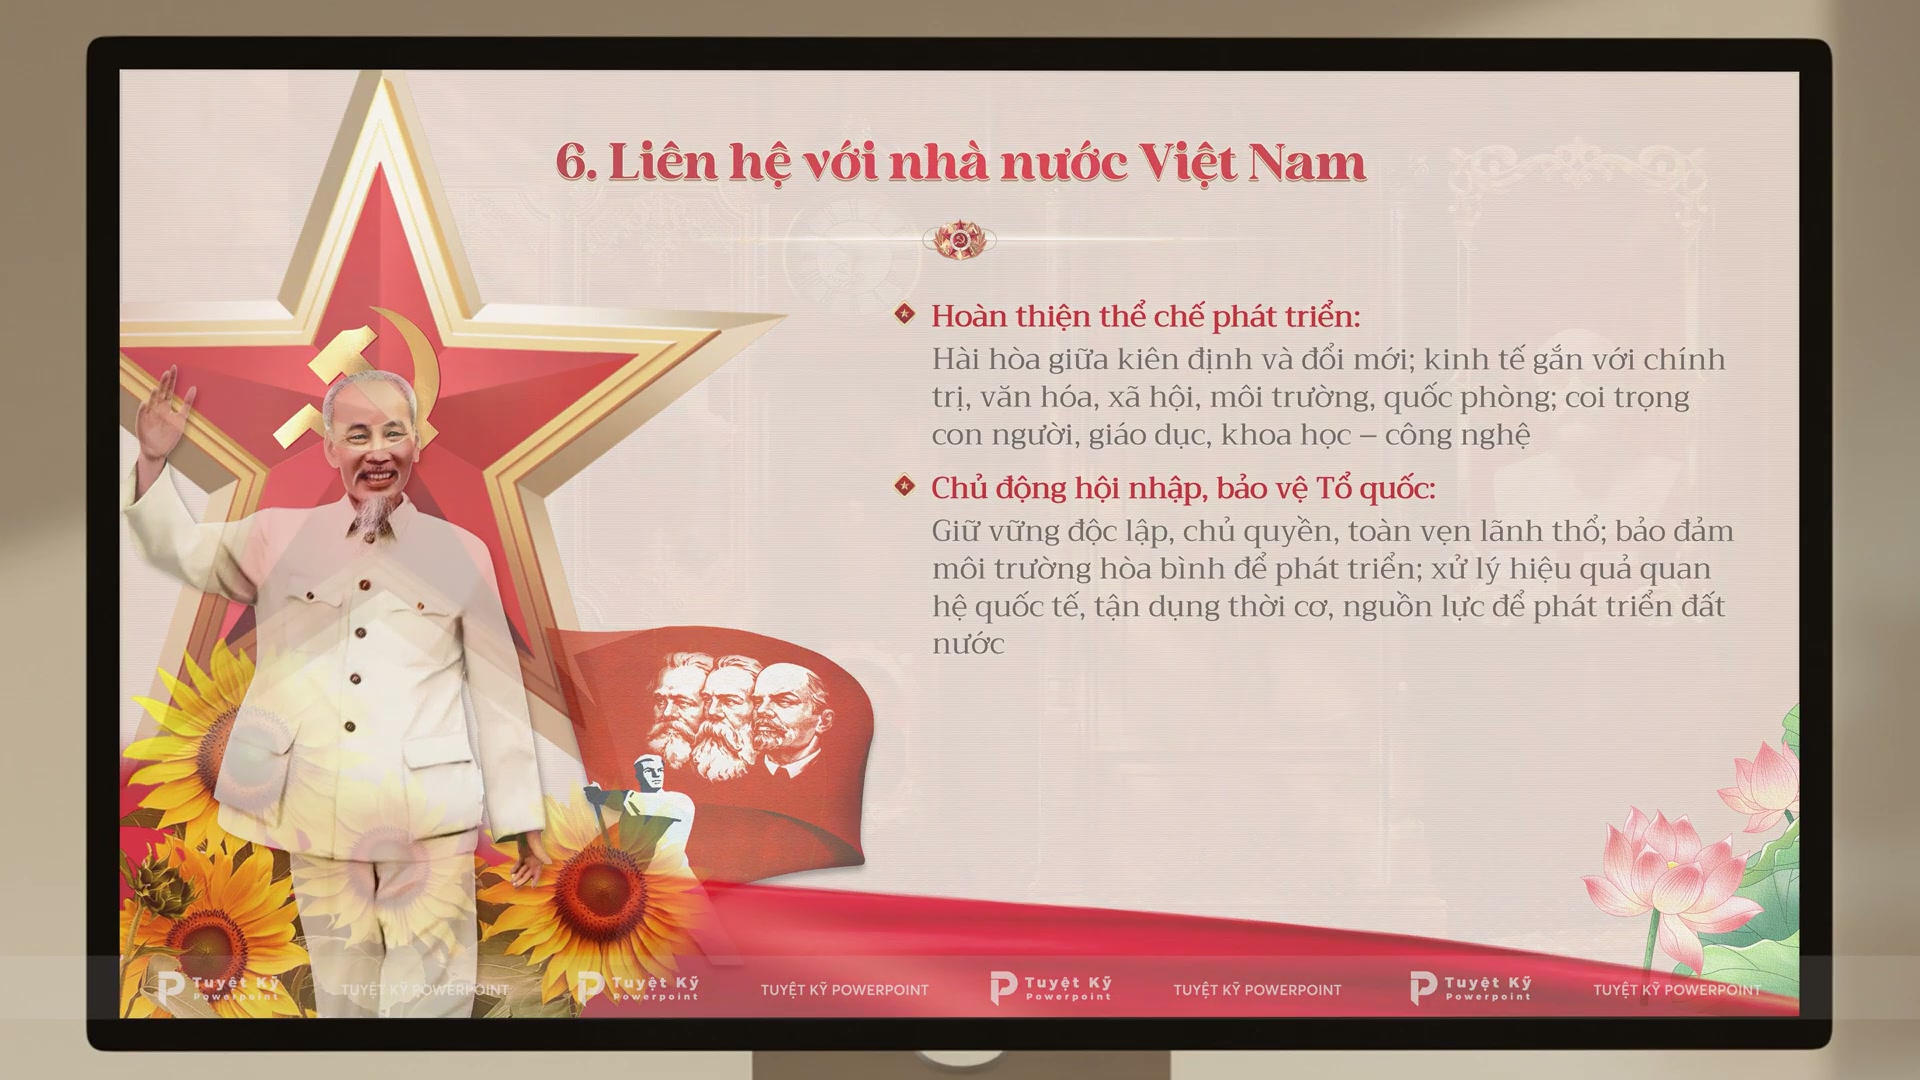 6. Liên hệ với nhà nước Việt Nam
Hoàn thiện thể chế phát triển:
Hài hòa giữa kiên định và đổi mới; kinh tế gắn với chính
trị, văn hóa, xã hội, môi trường, quốc phòng; coi trọng
con người, giáo dục, khoa học – công nghệ
Chủ động hội nhập, bảo vệ Tổ quốc:
Giữ vững độc lập, chủ quyền, toàn vẹn lãnh thổ; bảo đảm
môi trường hòa bình để phát triển; xử lý hiệu quả quan
hệ quốc tế, tận dụng thời cơ, nguồn lực để phát triển đất
nước
Tuyệt Kỹ
Powerpoint
TUYỆT KỸ POWERPOINT
Tuyệt Kỹ
Powerpoint
TUYỆT KỸ POWERPOINT
Tuyệt Kỹ
Powerpoint
TUYỆT KỸ POWERPOINT
Tuyệt Kỹ
Powerpoint
TUYỆT KỸ POWERPOINT